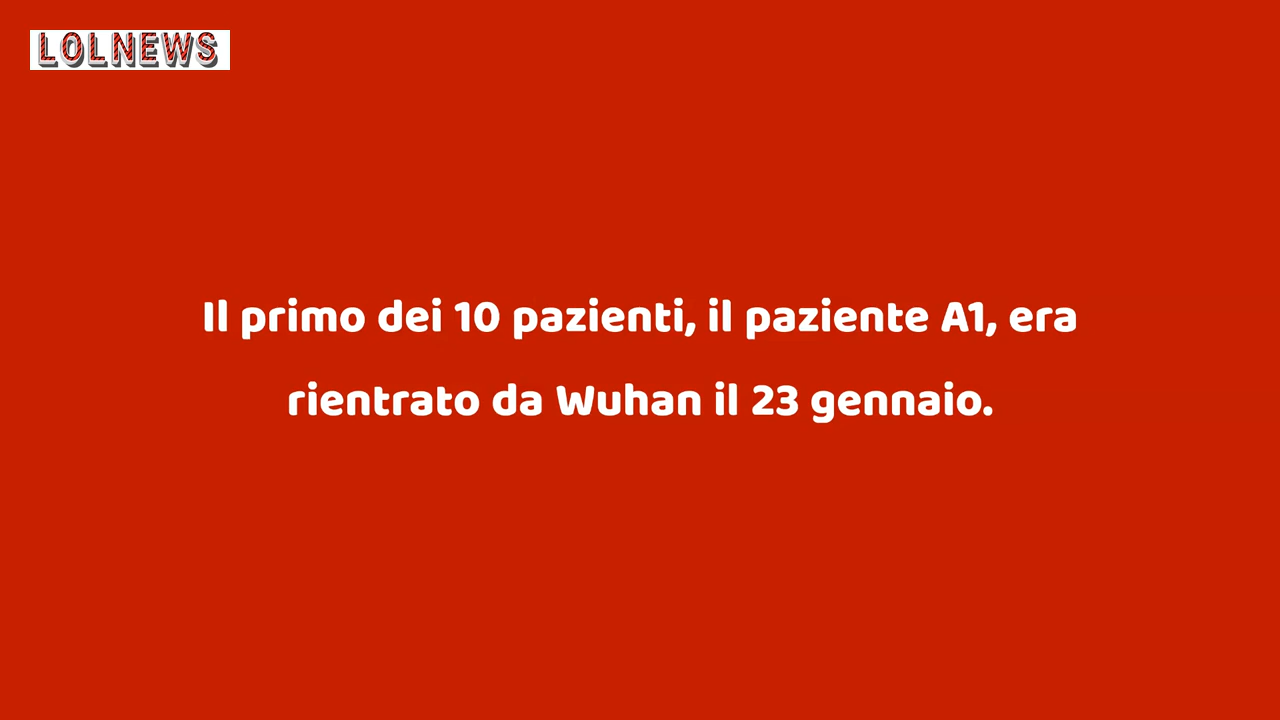 LOLNEWS
Il primo dei 10 pazienti, il paziente A1, era
rientrato da Wuhan il 23 gennaio.